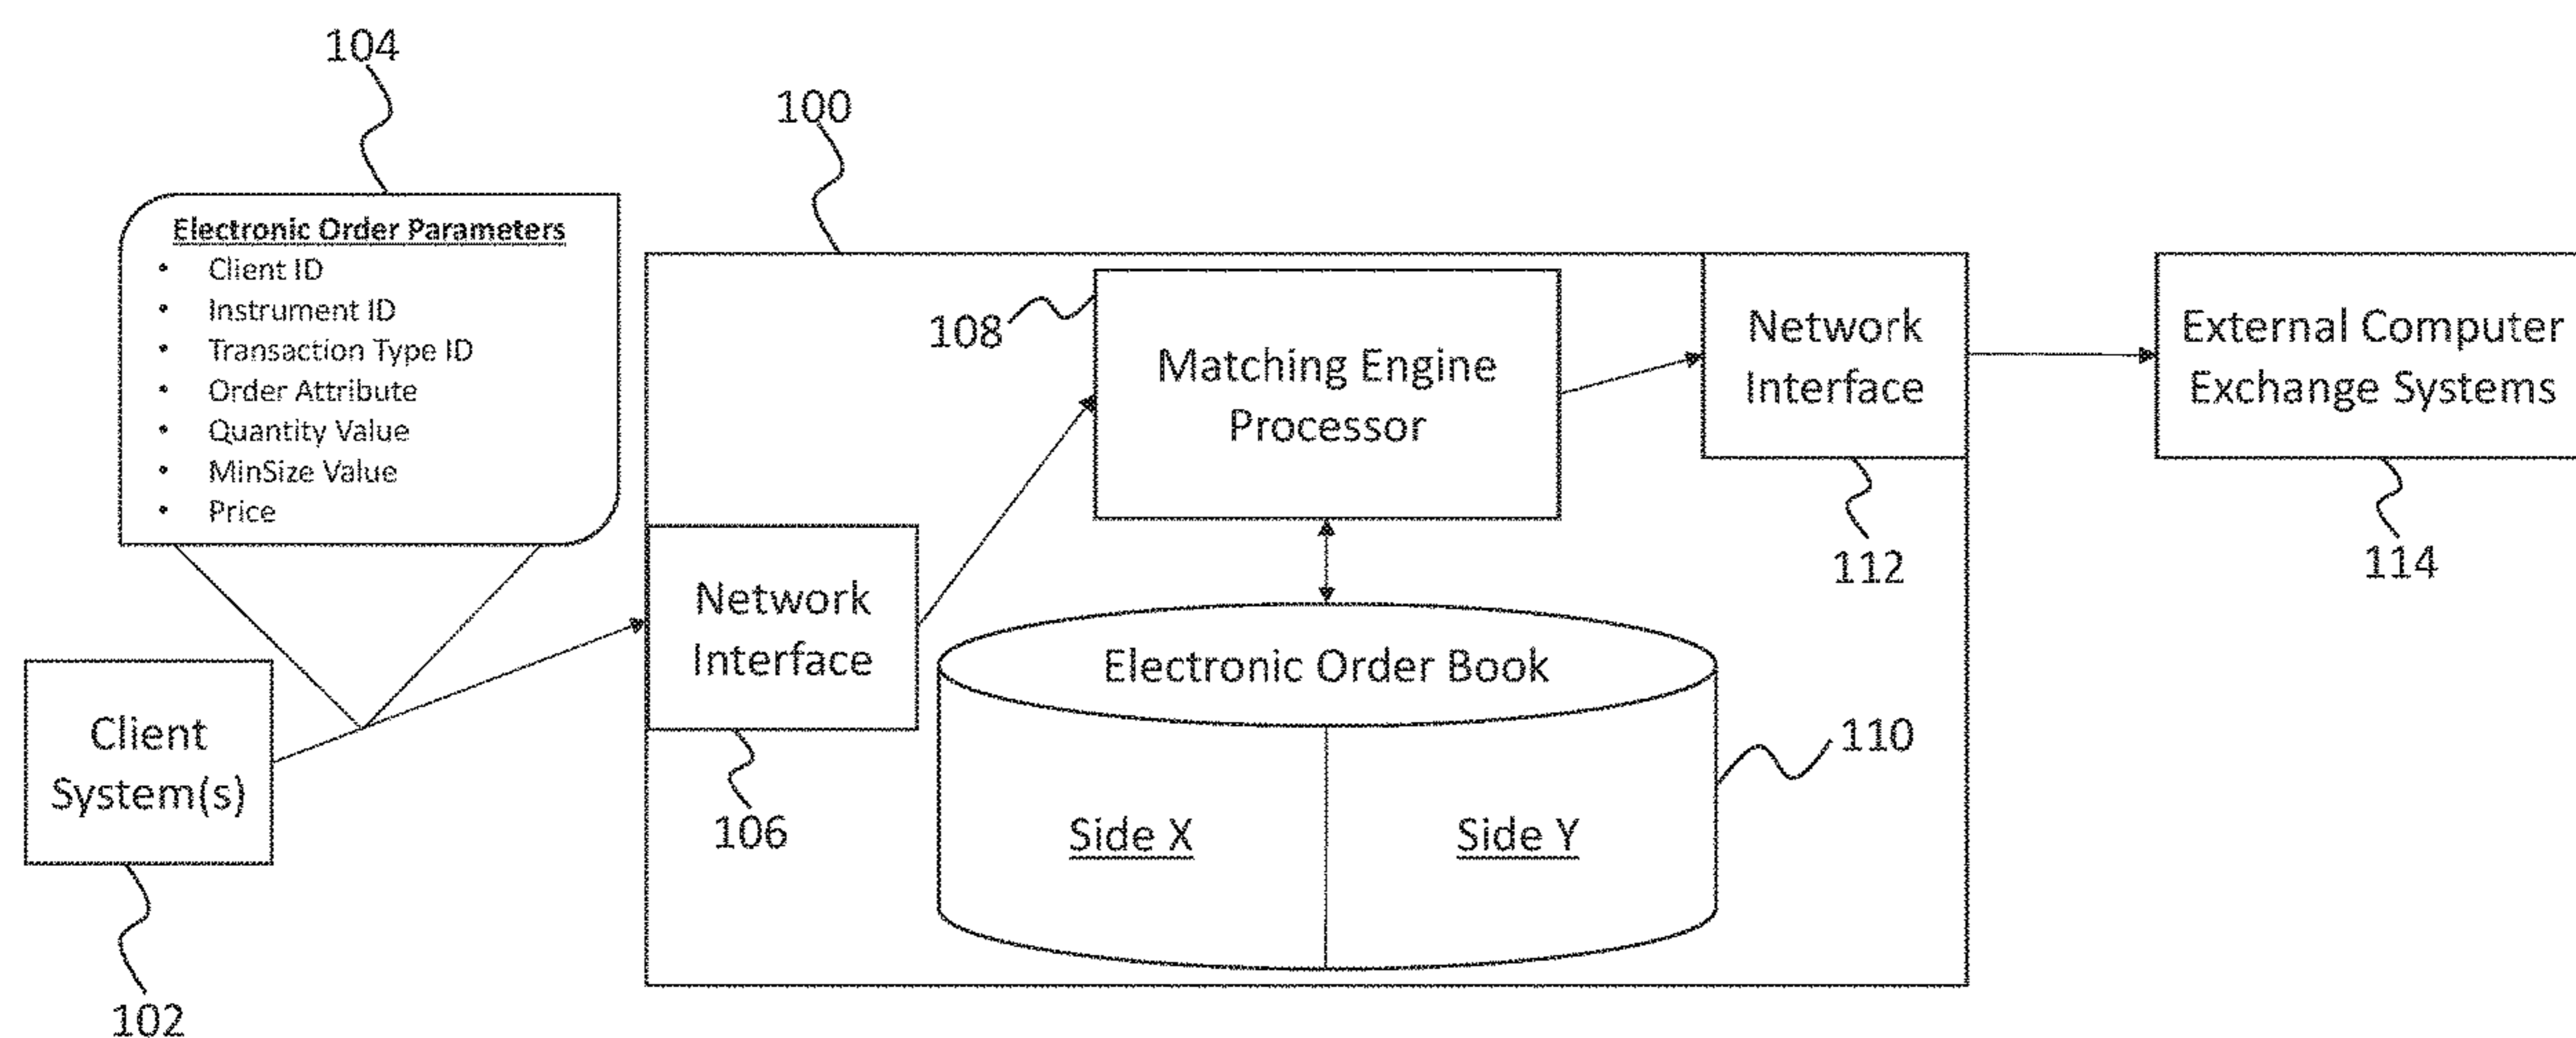 104
100
Electronic Order Parameters
• Client ID
• Instrument ID
• Transaction Type ID
• Order Attribute
• Quantity Value
• MinSize Value
• Price
108
Matching Engine
Processor
Network
Interface
External Computer
Exchange Systems
112
114
Network
Interface
Electronic Order Book
Client
System(s)
106
Side X
Side Y
110
102